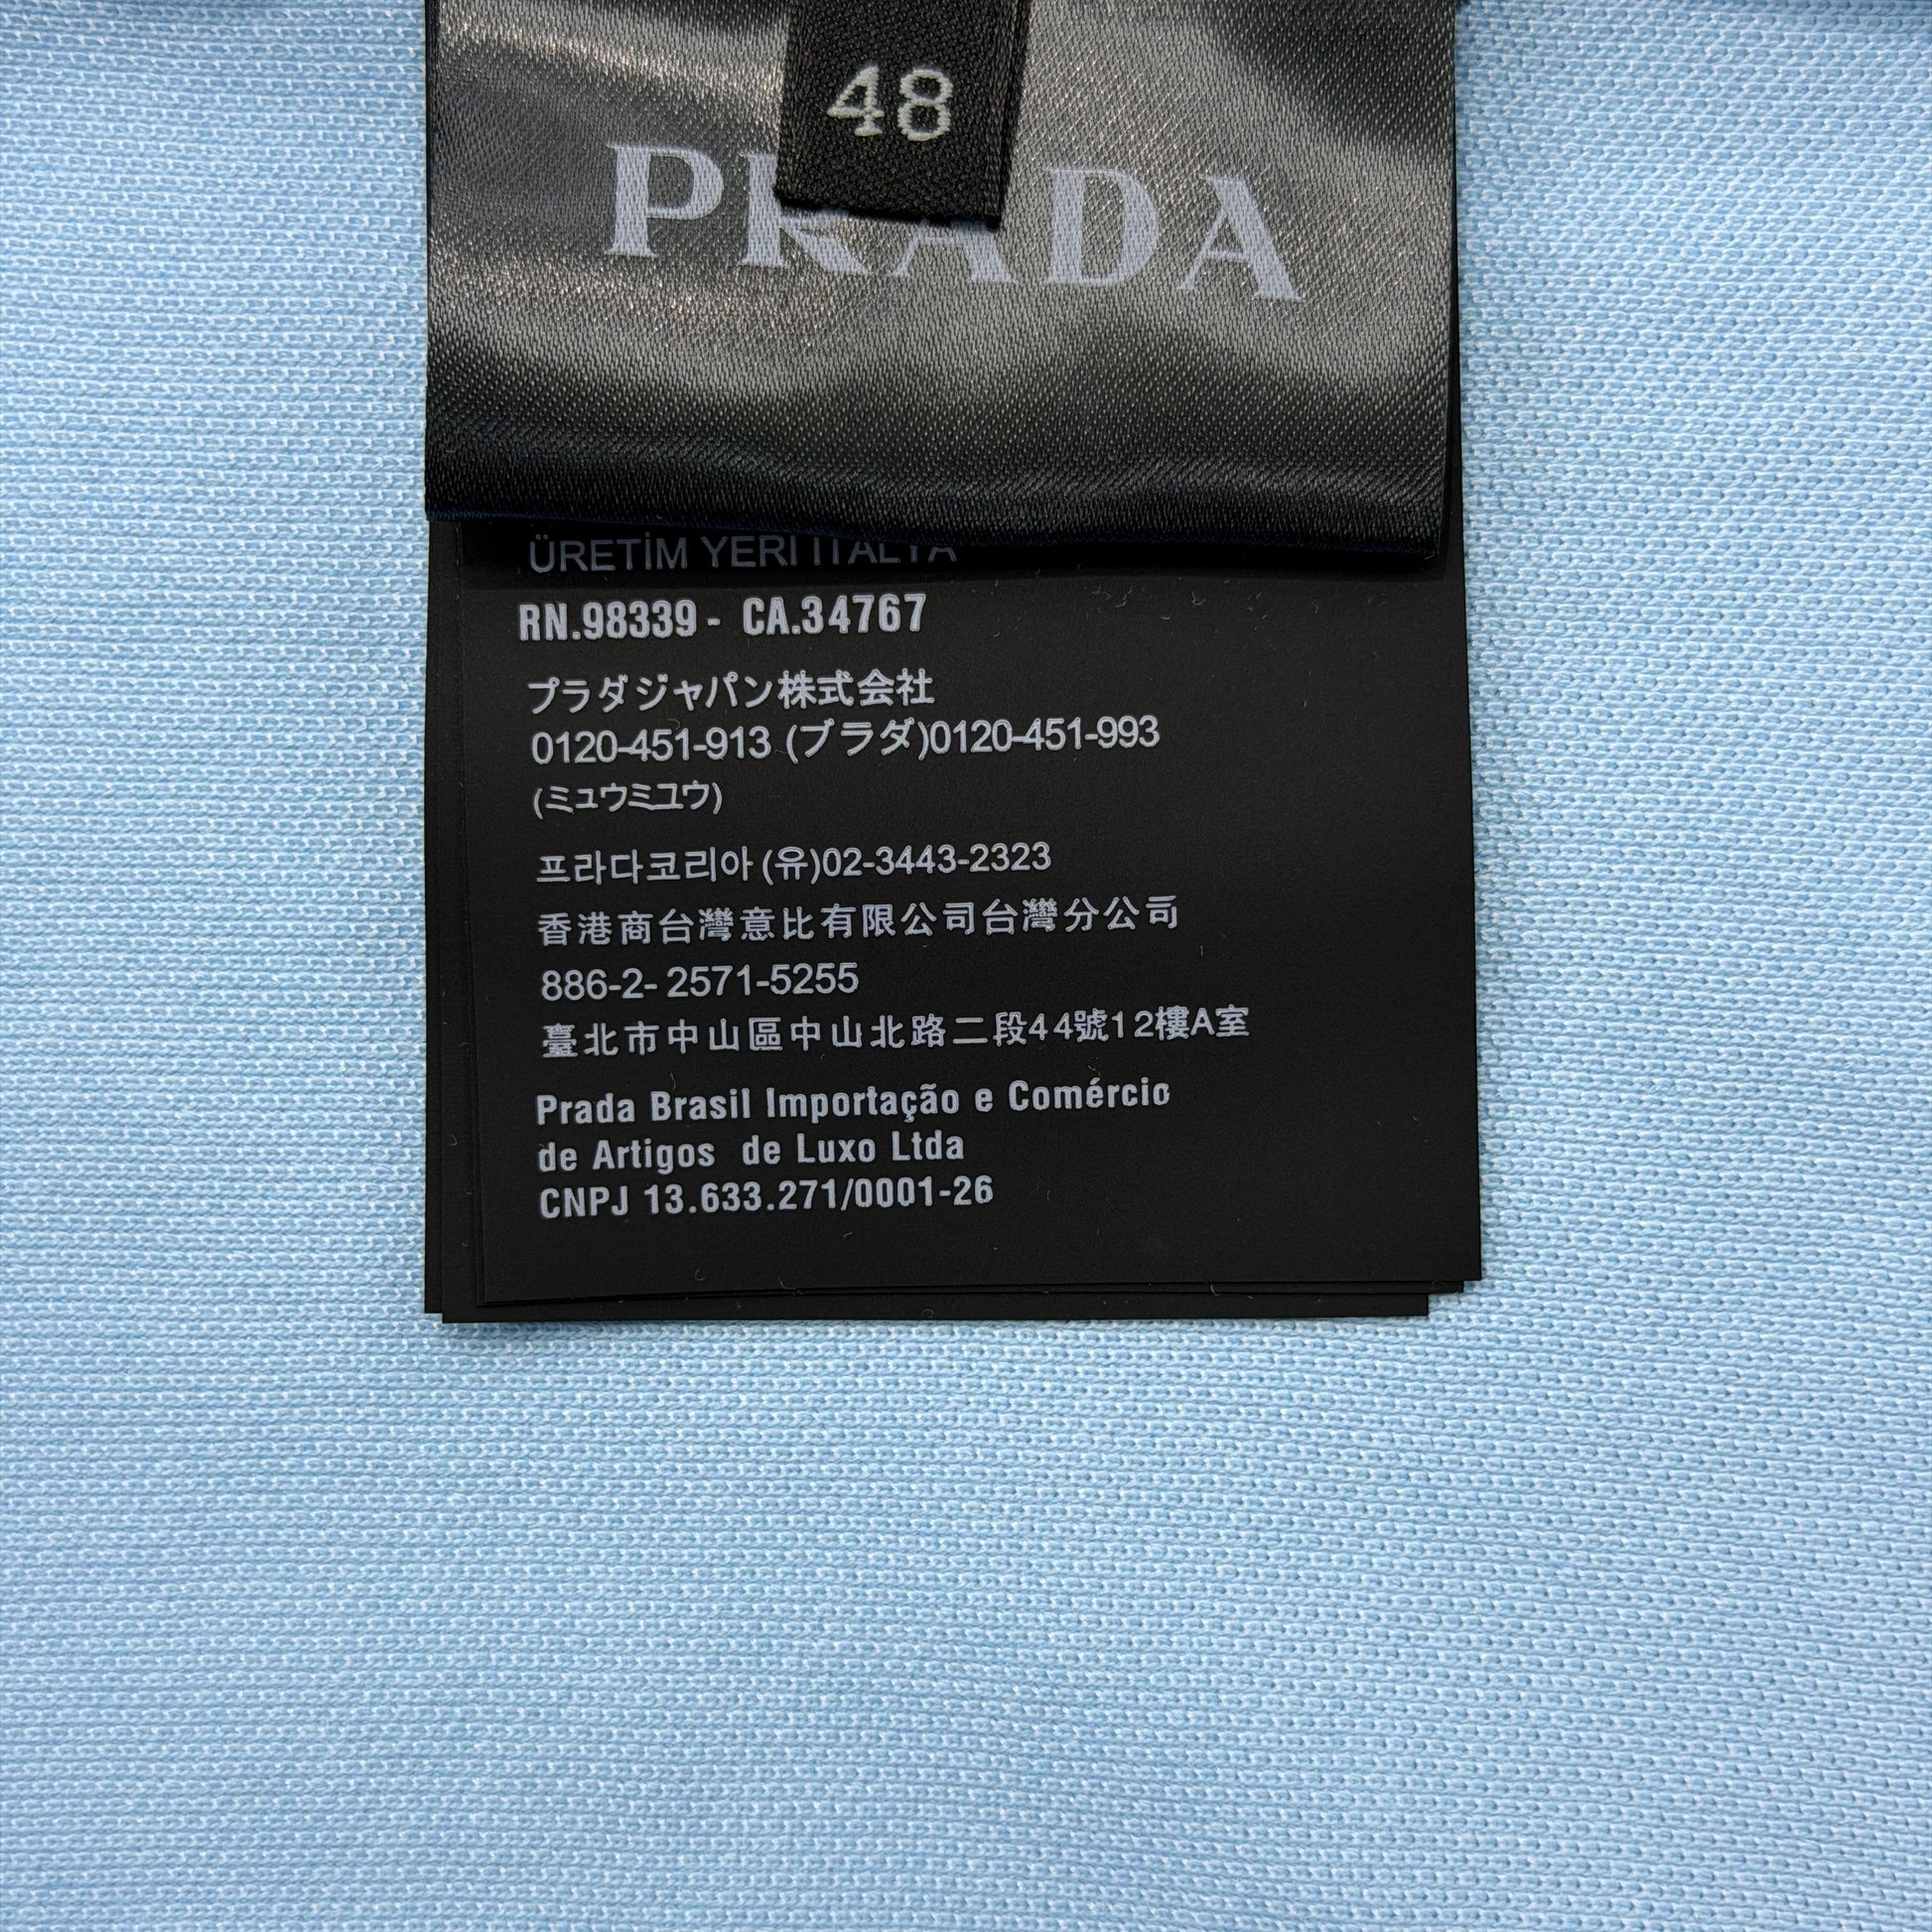 48
PRADA
ÜRETİM YERI ITALYA
RN.98339 - CA.34767
プラダジャパン株式会社
0120-451-913 (プラダ)0120-451-993
(ミュウミュウ)
프라다코리아(유)02-3443-2323
香港商台灣意比有限公司台灣分公司
886-2- 2571-5255
臺北市中山區中山北路二段44號12樓A室
Prada Brasil Importação e Comércio
de Artigos de Luxo Ltda
CNPJ 13.633.271/0001-26